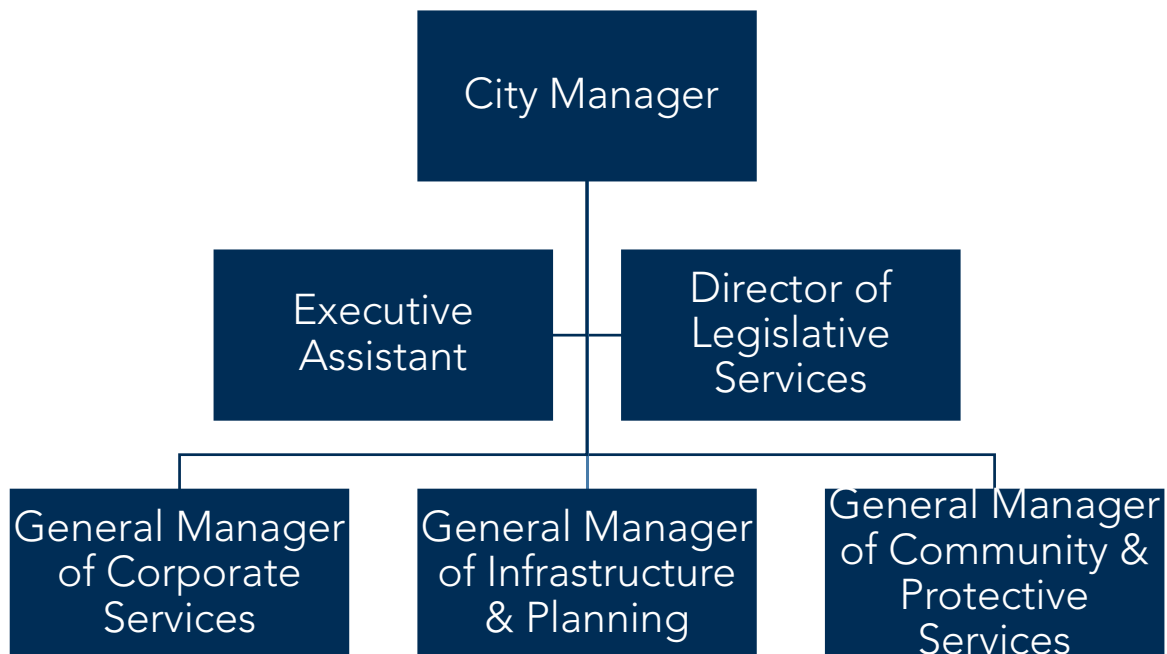 City Manager
Executive
Assistant
Director of
Legislative
Services
General Manager
of Corporate
Services
General Manager
of Infrastructure
& Planning
General Manager
of Community &
Protective
Services